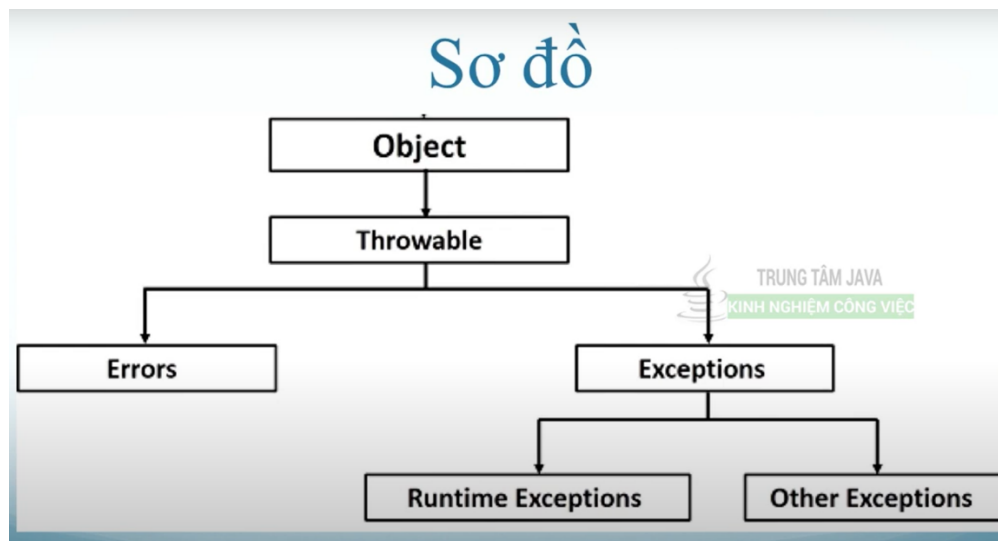 Sơ đồ
Object
Throwable
TRUNG TÂM JAVA
KINH NGHIỆM CÔNG VIỆC
Errors
Exceptions
Runtime Exceptions
Other Exceptions